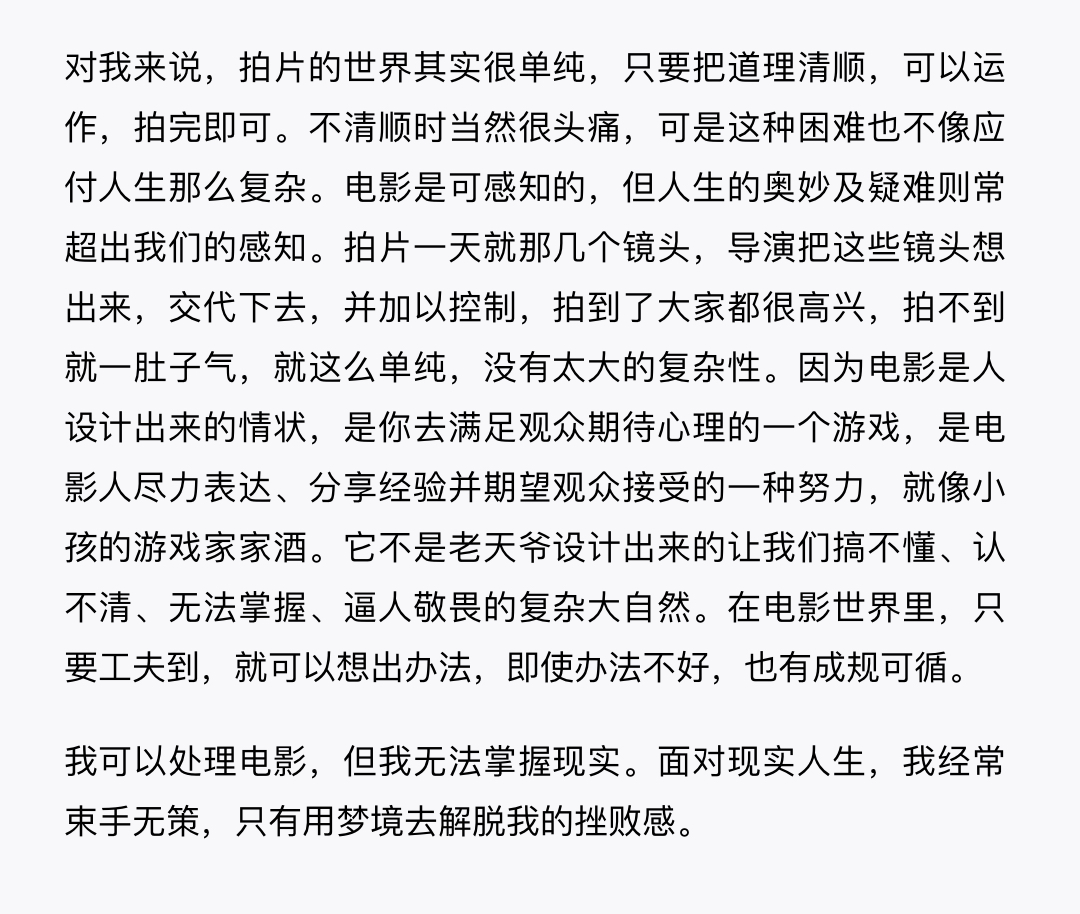 对我来说，拍片的世界其实很单纯，只要把道理清顺，可以运
作，拍完即可。不清顺时当然很头痛，可是这种困难也不像应
付人生那么复杂。电影是可感知的，但人生的奥妙及疑难则常
超出我们的感知。拍片一天就那几个镜头，导演把这些镜头想
出来，交代下去，并加以控制，拍到了大家都很高兴，拍不到
就一肚子气，就这么单纯，没有太大的复杂性。因为电影是人
设计出来的情状，是你去满足观众期待心理的一个游戏，是电
影人尽力表达、分享经验并期望观众接受的一种努力，就像小
孩的游戏家家酒。它不是老天爷设计出来的让我们搞不懂、认
不清、无法掌握、逼人敬畏的复杂大自然。在电影世界里，只
要工夫到，就可以想出办法，即使办法不好，也有成规可循。
我可以处理电影，但我无法掌握现实。面对现实人生，我经常
束手无策，只有用梦境去解脱我的挫败感。